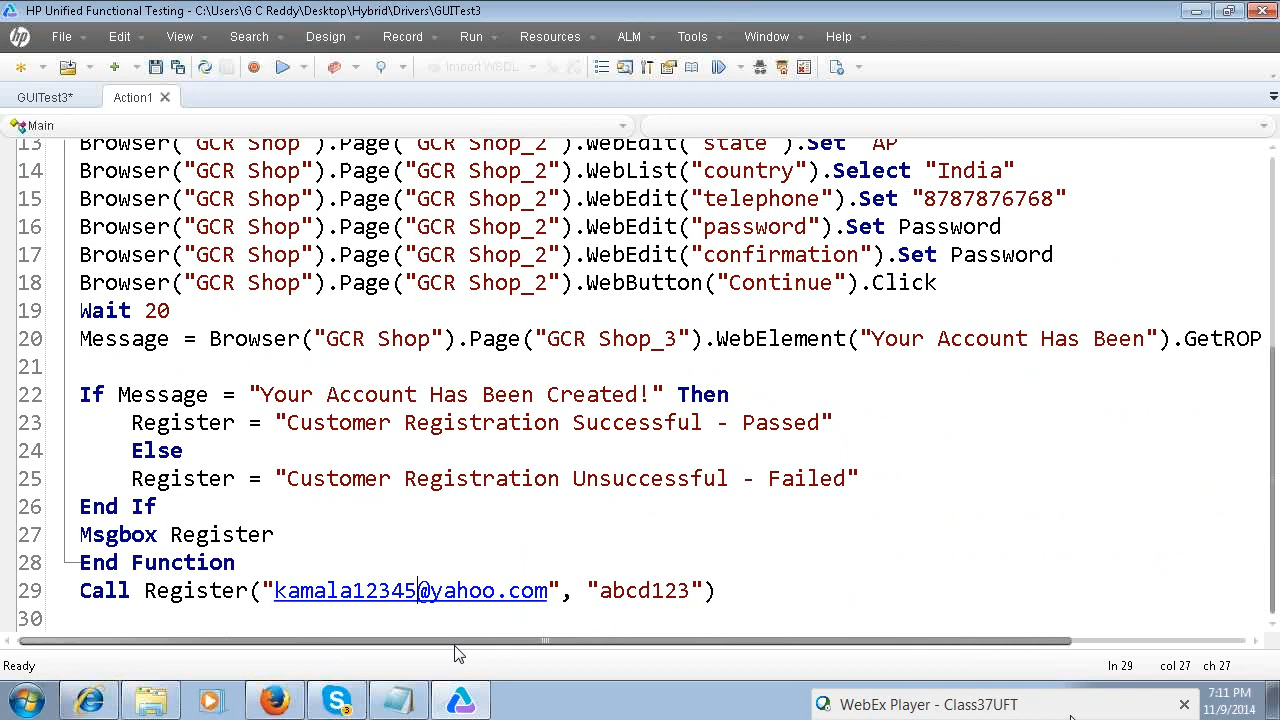 HP Unified Functional Testing - C:\Users\G C Reddy\Desktop\Hybrid\Drivers\GUITest3
hp File Edit View Search Design Record Run Resources ALM Tools Window Help
Import WSDL
GUITest3* Action1
Main
13 Browser("GCR Shop").Page("GCR Shop_2").WebEdit("state").Set "AP"
14 Browser("GCR Shop").Page("GCR Shop_2").WebList("country").Select "India"
15 Browser("GCR Shop").Page("GCR Shop_2").WebEdit("telephone").Set "8787876768"
16 Browser("GCR Shop").Page("GCR Shop_2").WebEdit("password").Set Password
17 Browser("GCR Shop").Page("GCR Shop_2").WebEdit("confirmation").Set Password
18 Browser("GCR Shop").Page("GCR Shop_2").WebButton("Continue").Click
19 Wait 20
20 Message = Browser("GCR Shop").Page("GCR Shop_3").WebElement("Your Account Has Been").GetROP
21
22 If Message = "Your Account Has Been Created!" Then
23 Register = "Customer Registration Successful - Passed"
24 Else
25 Register = "Customer Registration Unsuccessful - Failed"
26 End If
27 Msgbox Register
28 End Function
29 Call Register("kamala12345@yahoo.com", "abcd123")
30
Ready ln 29 col 27 ch 27
3 WebEx Player - Class37UFT 7:11 PM
11/9/2014